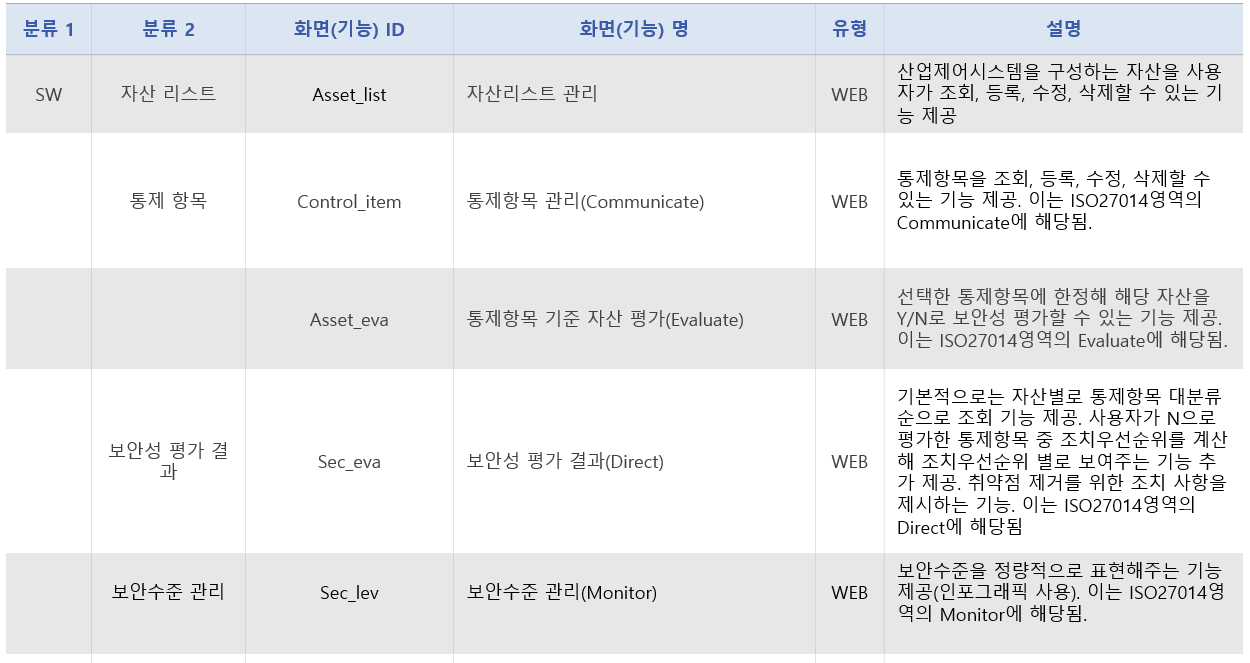 분류 1
분류 2
화면(기능) ID
화면(기능) 명
유형
설명
SW
자산 리스트
Asset_list
자산리스트 관리
WEB
산업제어시스템을 구성하는 자산을 사용
자가 조회, 등록, 수정, 삭제할 수 있는 기
능 제공
통제 항목
Control_item
통제항목 관리(Communicate)
WEB
통제항목을 조회, 등록, 수정, 삭제할 수
있는 기능 제공. 이는 ISO27014영역의
Communicate에 해당됨.
Asset_eva
통제항목 기준 자산 평가(Evaluate)
WEB
선택한 통제항목에 한정해 해당 자산을
Y/N로 보안성 평가할 수 있는 기능 제공.
이는 ISO27014영역의 Evaluate에 해당됨.
보안성 평가 결
과
Sec_eva
보안성 평가 결과(Direct)
WEB
기본적으로는 자산별로 통제항목 대분류
순으로 조회 기능 제공. 사용자가 N으로
평가한 통제항목 중 조치우선순위를 계산
해 조치우선순위 별로 보여주는 기능 추
가 제공. 취약점 제거를 위한 조치 사항을
제시하는 기능. 이는 ISO27014영역의
Direct에 해당됨
보안수준 관리
Sec_lev
보안수준 관리(Monitor)
WEB
보안수준을 정량적으로 표현해주는 기능
제공(인포그래픽 사용). 이는 ISO27014영
역의 Monitor에 해당됨.